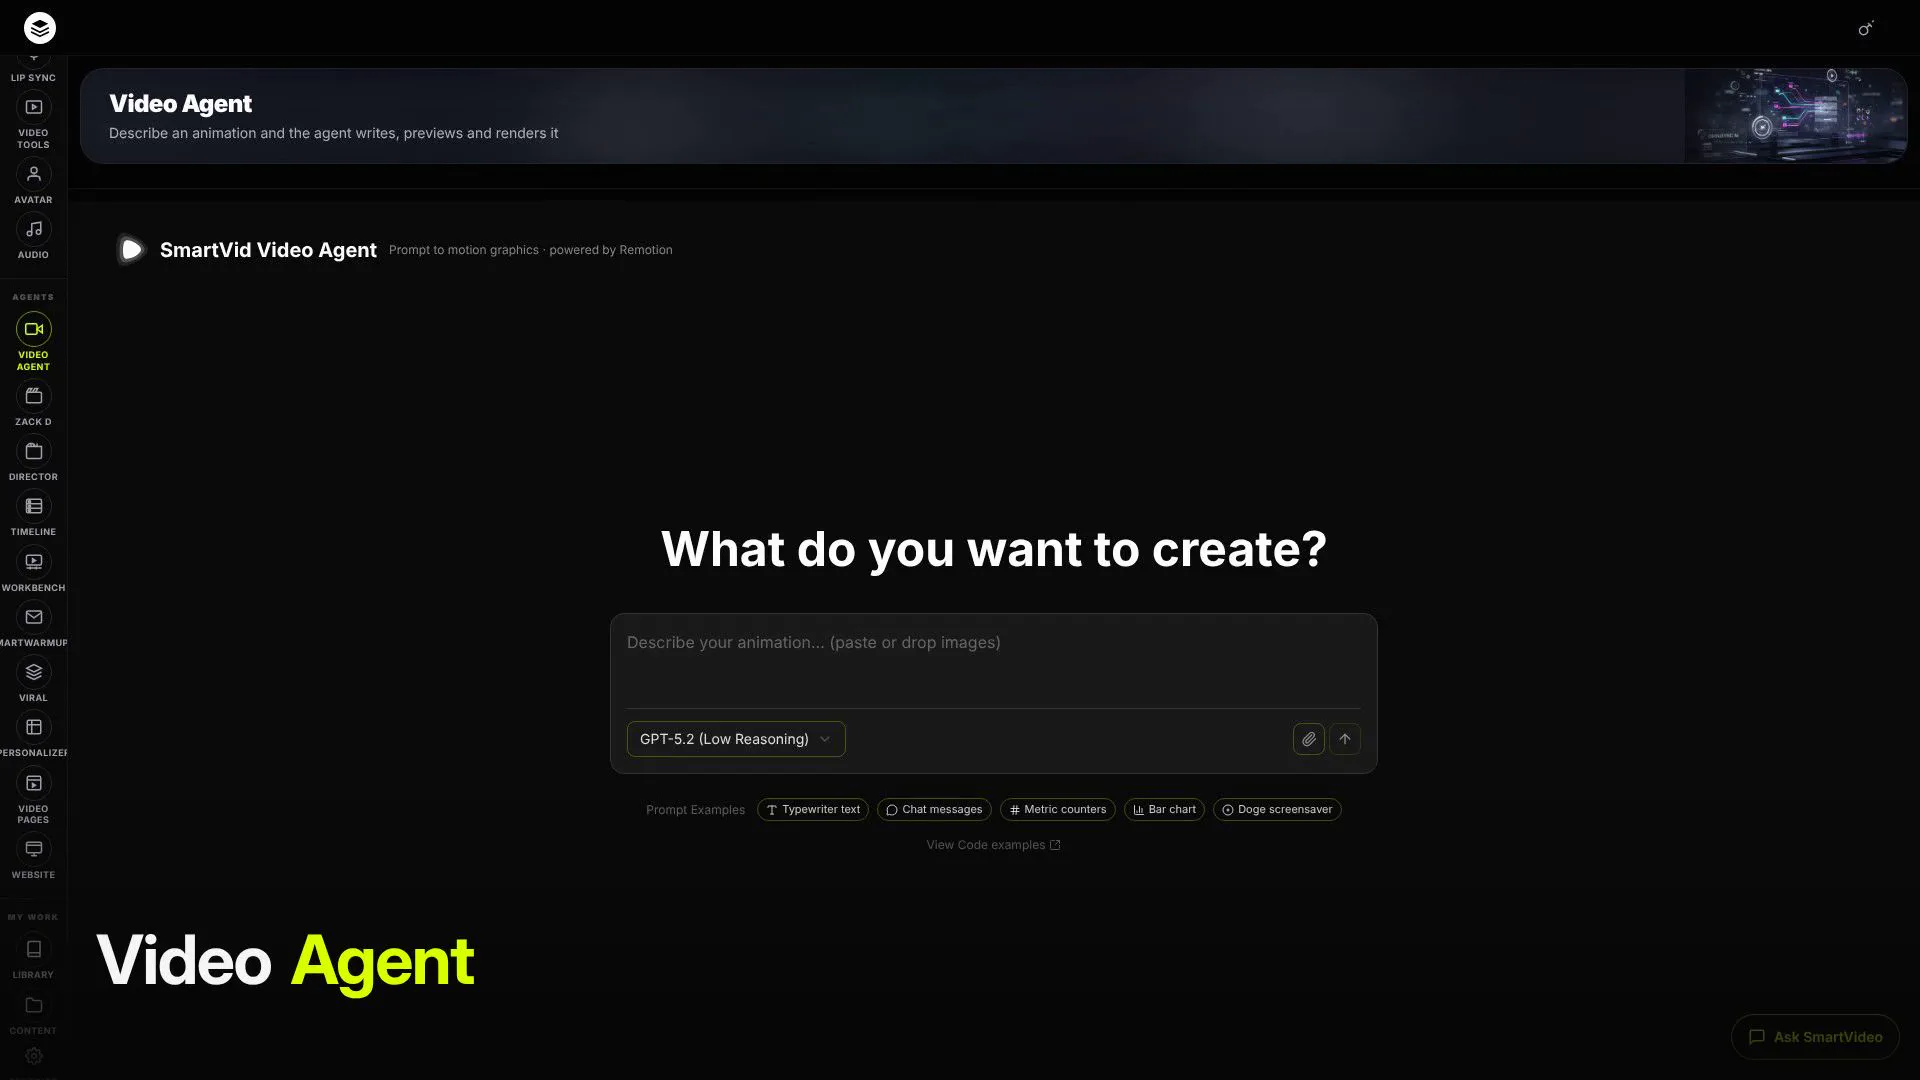 Video Agent
Describe an animation and the agent writes, previews and renders it
LIP SYNC
VIDEO
TOOLS
AVATAR
AUDIO
AGENTS
VIDEO
AGENT
ZACK D
DIRECTOR
TIMELINE
WORKBENCH
MARTWARMUP
VIRAL
PERSONALIZER
VIDEO
PAGES
WEBSITE
MY WORK
LIBRARY
CONTENT
SmartVid Video Agent
Prompt to motion graphics · powered by Remotion
What do you want to create?
Describe your animation... (paste or drop images)
GPT-5.2 (Low Reasoning)
Prompt Examples
Typewriter text
Chat messages
Metric counters
Bar chart
Doge screensaver
View Code examples
Video Agent
Ask SmartVideo